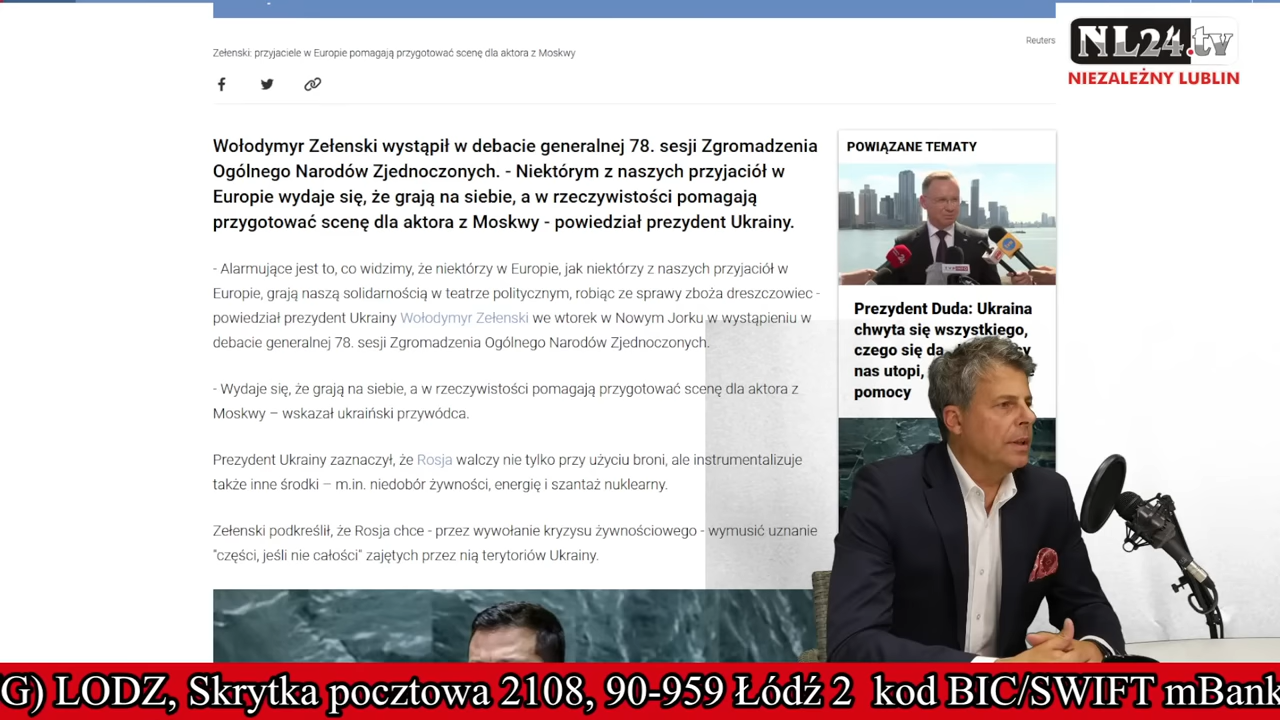 Zełenski: przyjaciele w Europie pomagają przygotować scenę dla aktora z Moskwy
Reuters
NL24.tv
NIEZALEŻNY LUBLIN
Wołodymyr Zełenski wystąpił w debacie generalnej 78. sesji Zgromadzenia
Ogólnego Narodów Zjednoczonych. - Niektórym z naszych przyjaciół w
Europie wydaje się, że grają na siebie, a w rzeczywistości pomagają
przygotować scenę dla aktora z Moskwy - powiedział prezydent Ukrainy.
- Alarmujące jest to, co widzimy, że niektórzy w Europie, jak niektórzy z naszych przyjaciół w
Europie, grają naszą solidarnością w teatrze politycznym, robiąc ze sprawy zboża dreszczowiec -
powiedział prezydent Ukrainy Wołodymyr Zełenski we wtorek w Nowym Jorku w wystąpieniu w
debacie generalnej 78. sesji Zgromadzenia Ogólnego Narodów Zjednoczonych.
- Wydaje się, że grają na siebie, a w rzeczywistości pomagają przygotować scenę dla aktora z
Moskwy – wskazał ukraiński przywódca.
Prezydent Ukrainy zaznaczył, że Rosja walczy nie tylko przy użyciu broni, ale instrumentalizuje
także inne środki – m.in. niedobór żywności, energię i szantaż nuklearny.
Zełenski podkreślił, że Rosja chce - przez wywołanie kryzysu żywnościowego - wymusić uznanie
"części, jeśli nie całości" zajętych przez nią terytoriów Ukrainy.
POWIĄZANE TEMATY
Prezydent Duda: Ukraina
chwyta się wszystkiego,
czego się da.
nas utopi,
pomocy
G) LODZ, Skrytka pocztowa 2108, 90-959 Łódź 2 kod BIC/SWIFT mBank